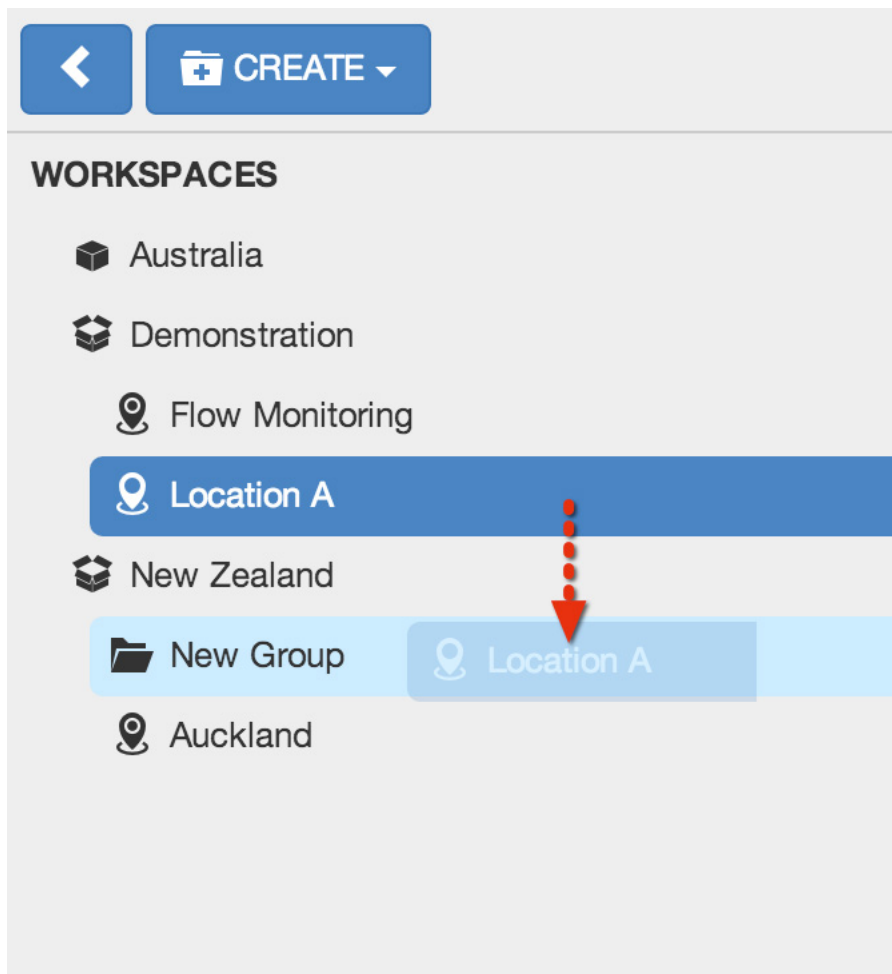 CREATE
WORKSPACES
Australia
Demonstration
Flow Monitoring
Location A
New Zealand
New Group
Location A
Auckland